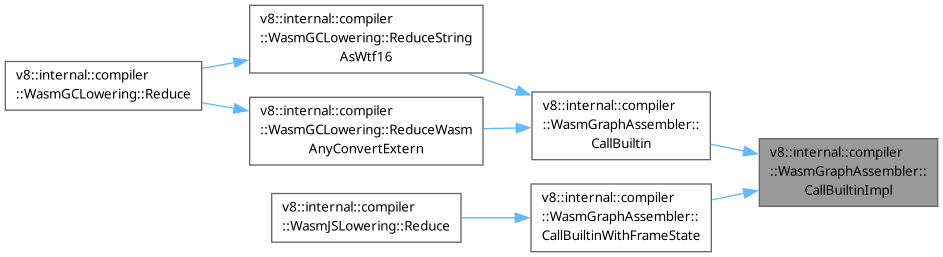 v8::internal::compiler
::WasmGCLowering::Reduce
v8::internal::compiler
::WasmGCLowering::ReduceString
AsWtf16
v8::internal::compiler
::WasmGCLowering::ReduceWasm
AnyConvertExtern
v8::internal::compiler
::WasmJSLowering::Reduce
v8::internal::compiler
::WasmGraphAssembler::
CallBuiltin
v8::internal::compiler
::WasmGraphAssembler::
CallBuiltinWithFrameState
v8::internal::compiler
::WasmGraphAssembler::
CallBuiltinImpl